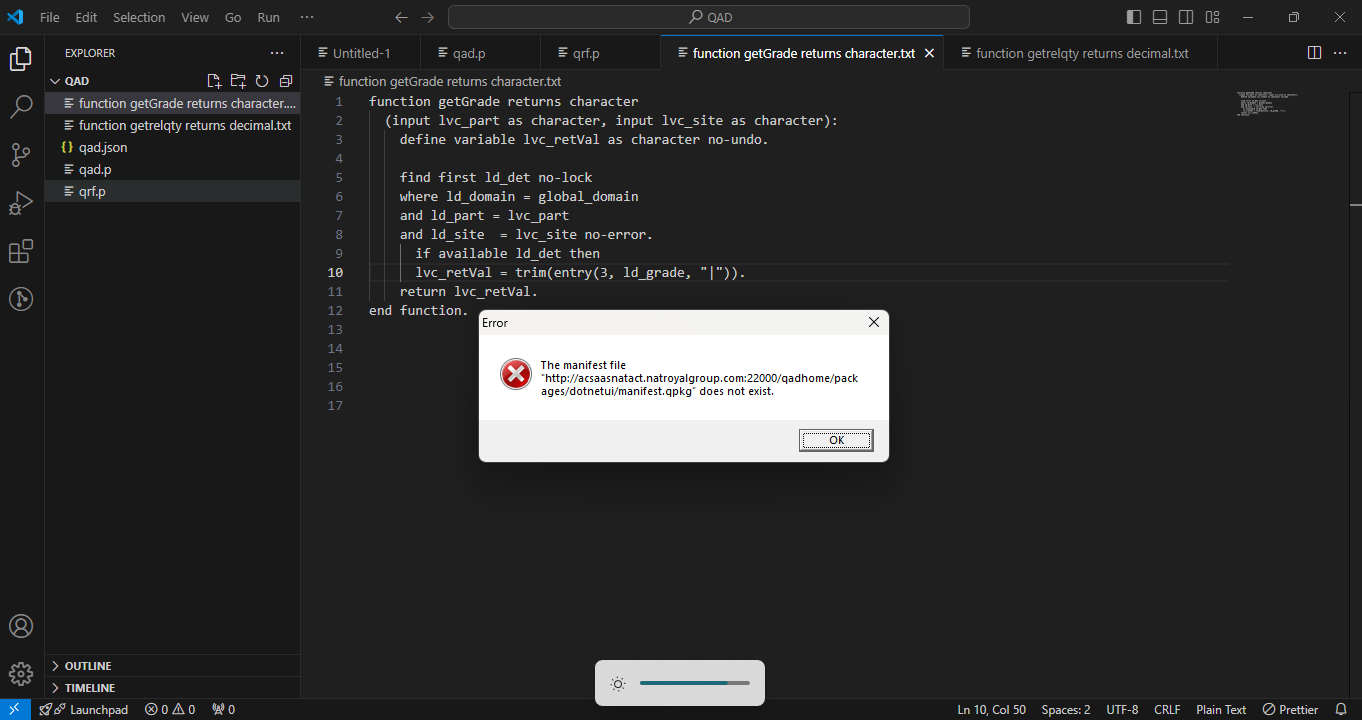 File Edit Selection View Go Run ···
QAD
EXPLORER ···
Untitled-1
qad.p
qrf.p
function getGrade returns character.txt
function getrelqty returns decimal.txt
···
QAD
function getGrade returns character....
function getrelqty returns decimal.txt
{} qad.json
qad.p
qrf.p
function getGrade returns character.txt
1 function getGrade returns character
2 (input lvc_part as character, input lvc_site as character):
3 define variable lvc_retVal as character no-undo.
4
5 find first ld_det no-lock
6 where ld_domain = global_domain
7 and ld_part = lvc_part
8 and ld_site  = lvc_site no-error.
9 if available ld_det then
10 lvc_retVal = trim(entry(3, ld_grade, "|")).
11 return lvc_retVal.
12 end function.
13
14
15
16
17
Error
The manifest file
"http://acsaasnatact.natroyalgroup.com:22000/qadhome/pack
ages/dotnetui/manifest.qpkg" does not exist.
OK
OUTLINE
TIMELINE
Launchpad 0 0 0
Ln 10, Col 50 Spaces: 2 UTF-8 CRLF Plain Text Prettier